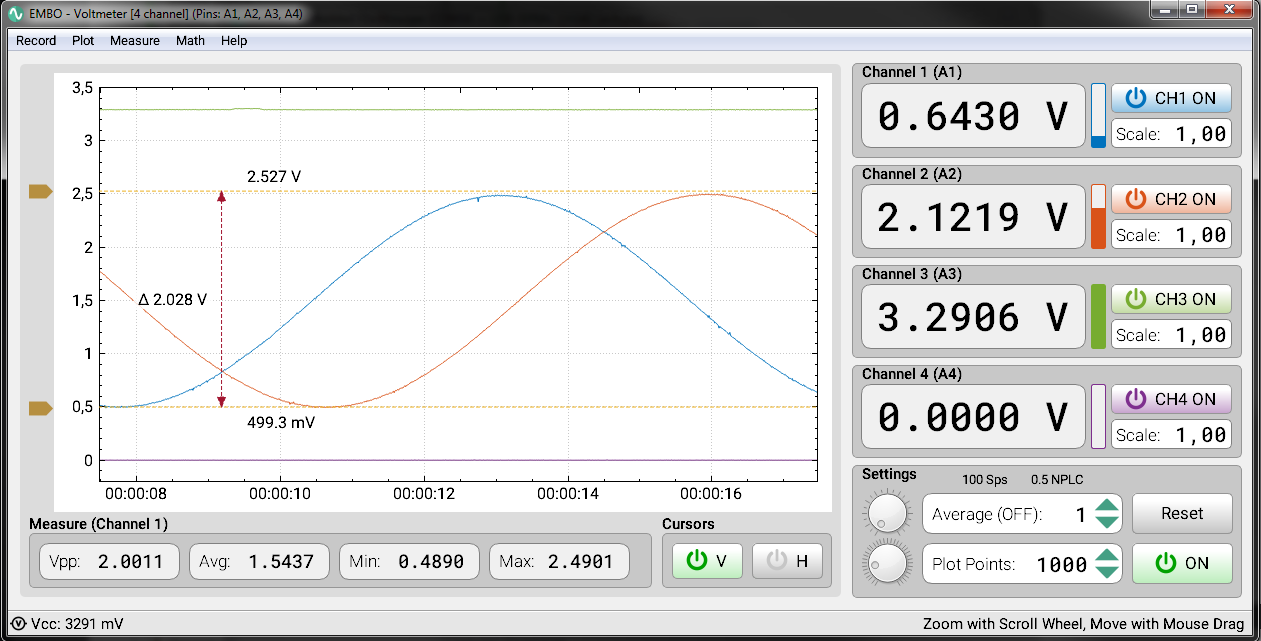 EMBO - Voltmeter [4 channel] (Pins: A1, A2, A3, A4)
Record Plot Measure Math Help
3,5
3
2,5
2
1,5
1
0,5
0
2.527 V
Δ 2.028 V
499.3 mV
00:00:08 00:00:10 00:00:12 00:00:14 00:00:16
Measure (Channel 1)
Vpp: 2.0011 Avg: 1.5437 Min: 0.4890 Max: 2.4901
Cursors
V H
Channel 1 (A1)
0.6430 V
CH1 ON
Scale: 1,00
Channel 2 (A2)
2.1219 V
CH2 ON
Scale: 1,00
Channel 3 (A3)
3.2906 V
CH3 ON
Scale: 1,00
Channel 4 (A4)
0.0000 V
CH4 ON
Scale: 1,00
Settings 100 Sps 0.5 NPLC
Average (OFF): 1 Reset
Plot Points: 1000 ON
Vcc: 3291 mV
Zoom with Scroll Wheel, Move with Mouse Drag